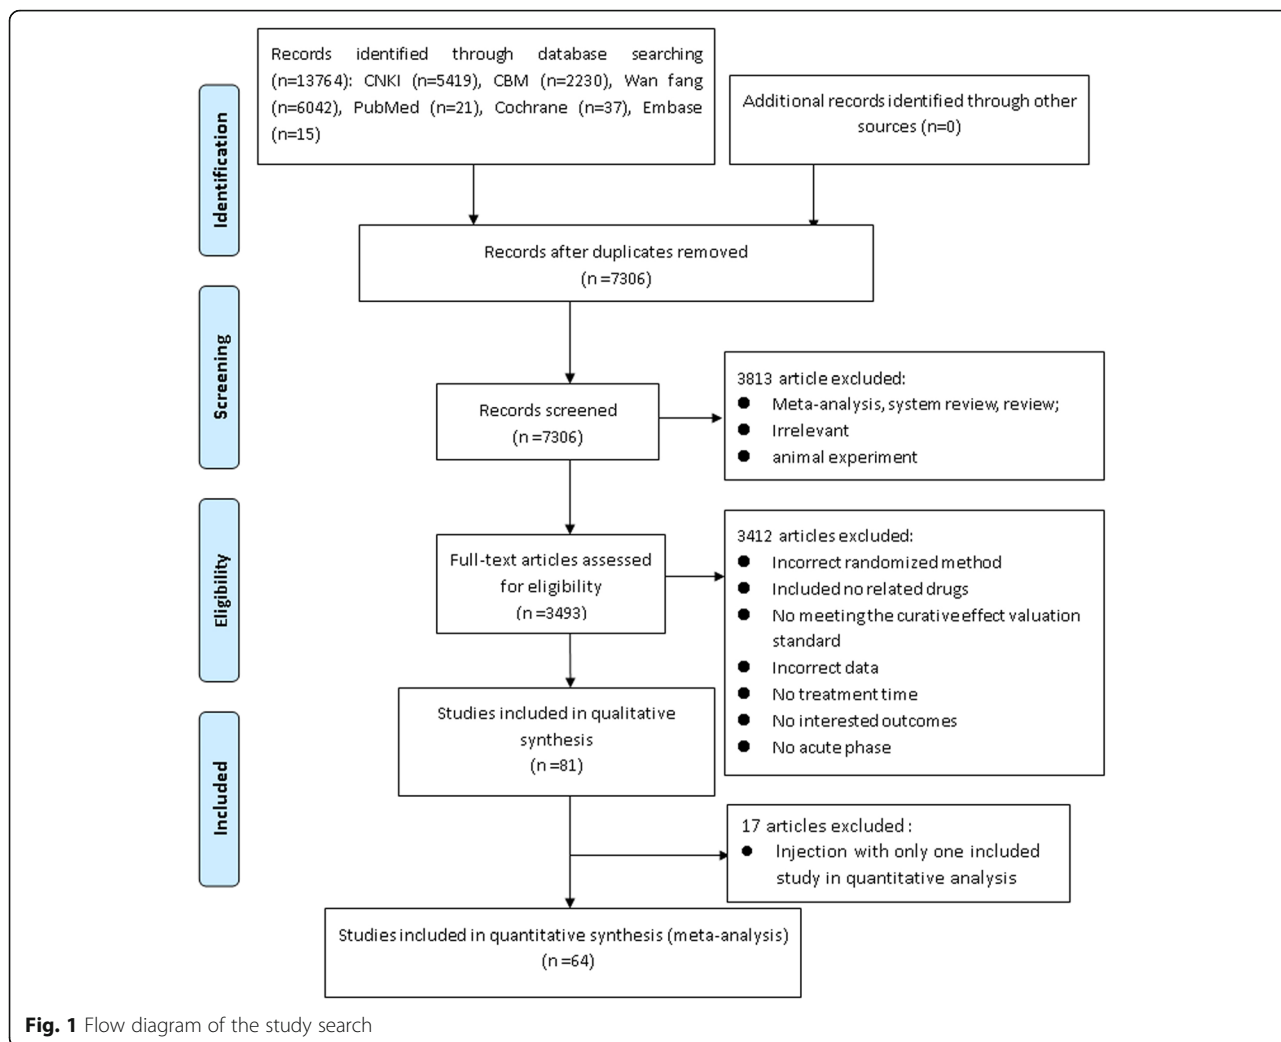 Records identified through database searching
(n=13764): CNKI (n=5419), CBM (n=2230), Wan fang
(n=6042), PubMed (n=21), Cochrane (n=37), Embase
(n=15)
Additional records identified through other
sources (n=0)
Identification
Records after duplicates removed
(n =7306)
Screening
Records screened
(n =7306)
3813 article excluded:
● Meta-analysis, system review, review;
● Irrelevant
● animal experiment
Eligibility
Full-text articles assessed
for eligibility
(n =3493)
3412 articles excluded:
● Incorrect randomized method
● Included no related drugs
● No meeting the curative effect valuation
standard
● Incorrect data
● No treatment time
● No interested outcomes
● No acute phase
Included
Studies included in qualitative
synthesis
(n =81)
17 articles excluded :
● Injection with only one included
study in quantitative analysis
Studies included in quantitative synthesis (meta-analysis)
(n =64)
Fig. 1 Flow diagram of the study search